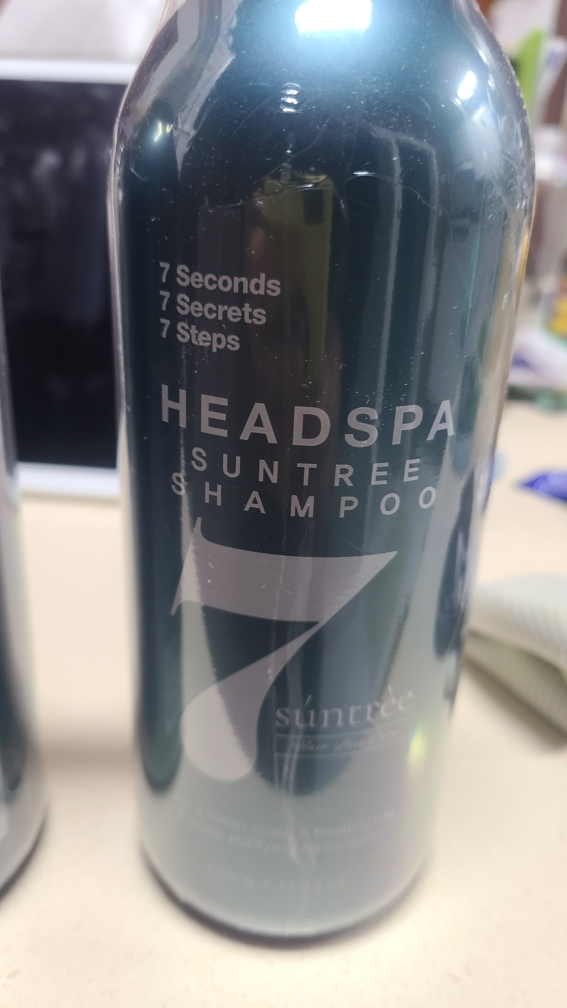 7 Seconds
7 Secrets
7 Steps
HEADSPA
SUNTREE
SHAMPOO
7
suntree